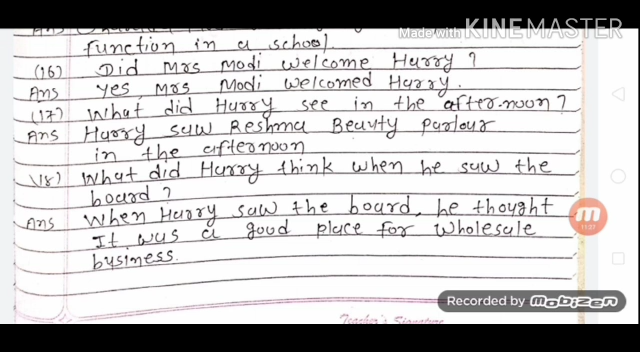 Made with KINEMASTER
function in a school.
(16) Did Mrs Modi welcome Harry ?
Ans Yes, Mrs Modi welcomed Harry.
(17) What did Harry see in the after-noon ?
Ans Harry saw Reshma Beauty Parlour
in the afternoon
(18) What did Harry think when he saw the
board ?
Ans When Harry saw the board, he thought
It was a good place for wholesale
business.
11:37
Recorded by Mobizen
Teacher's Signature